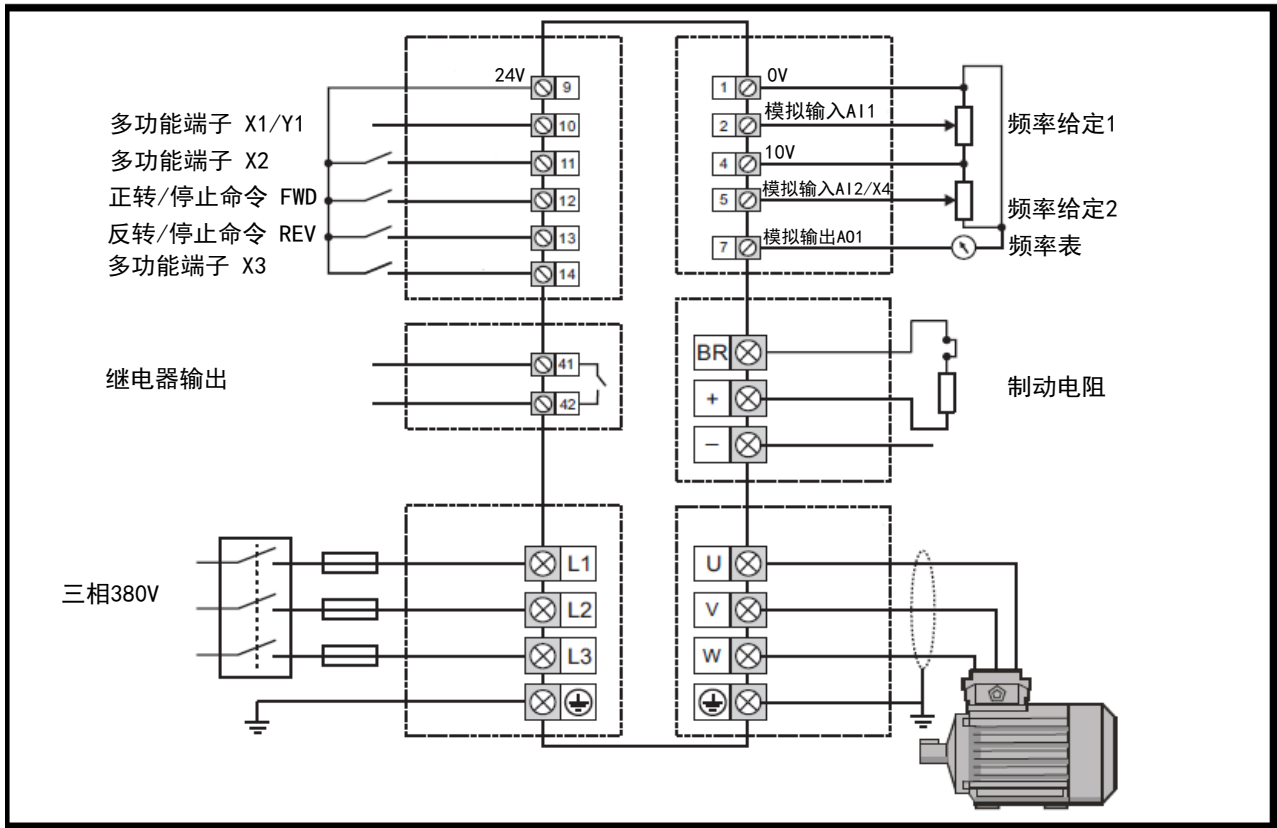 24V
9
多功能端子 X1/Y1
10
多功能端子 X2
11
正转/停止命令 FWD
12
反转/停止命令 REV
13
多功能端子 X3
14
1
0V
2
模拟输入AI1
频率给定1
4
10V
5
模拟输入AI2/X4
频率给定2
7
模拟输出AO1
频率表
继电器输出
41
42
BR
+
−
制动电阻
三相380V
L1
L2
L3
U
V
W